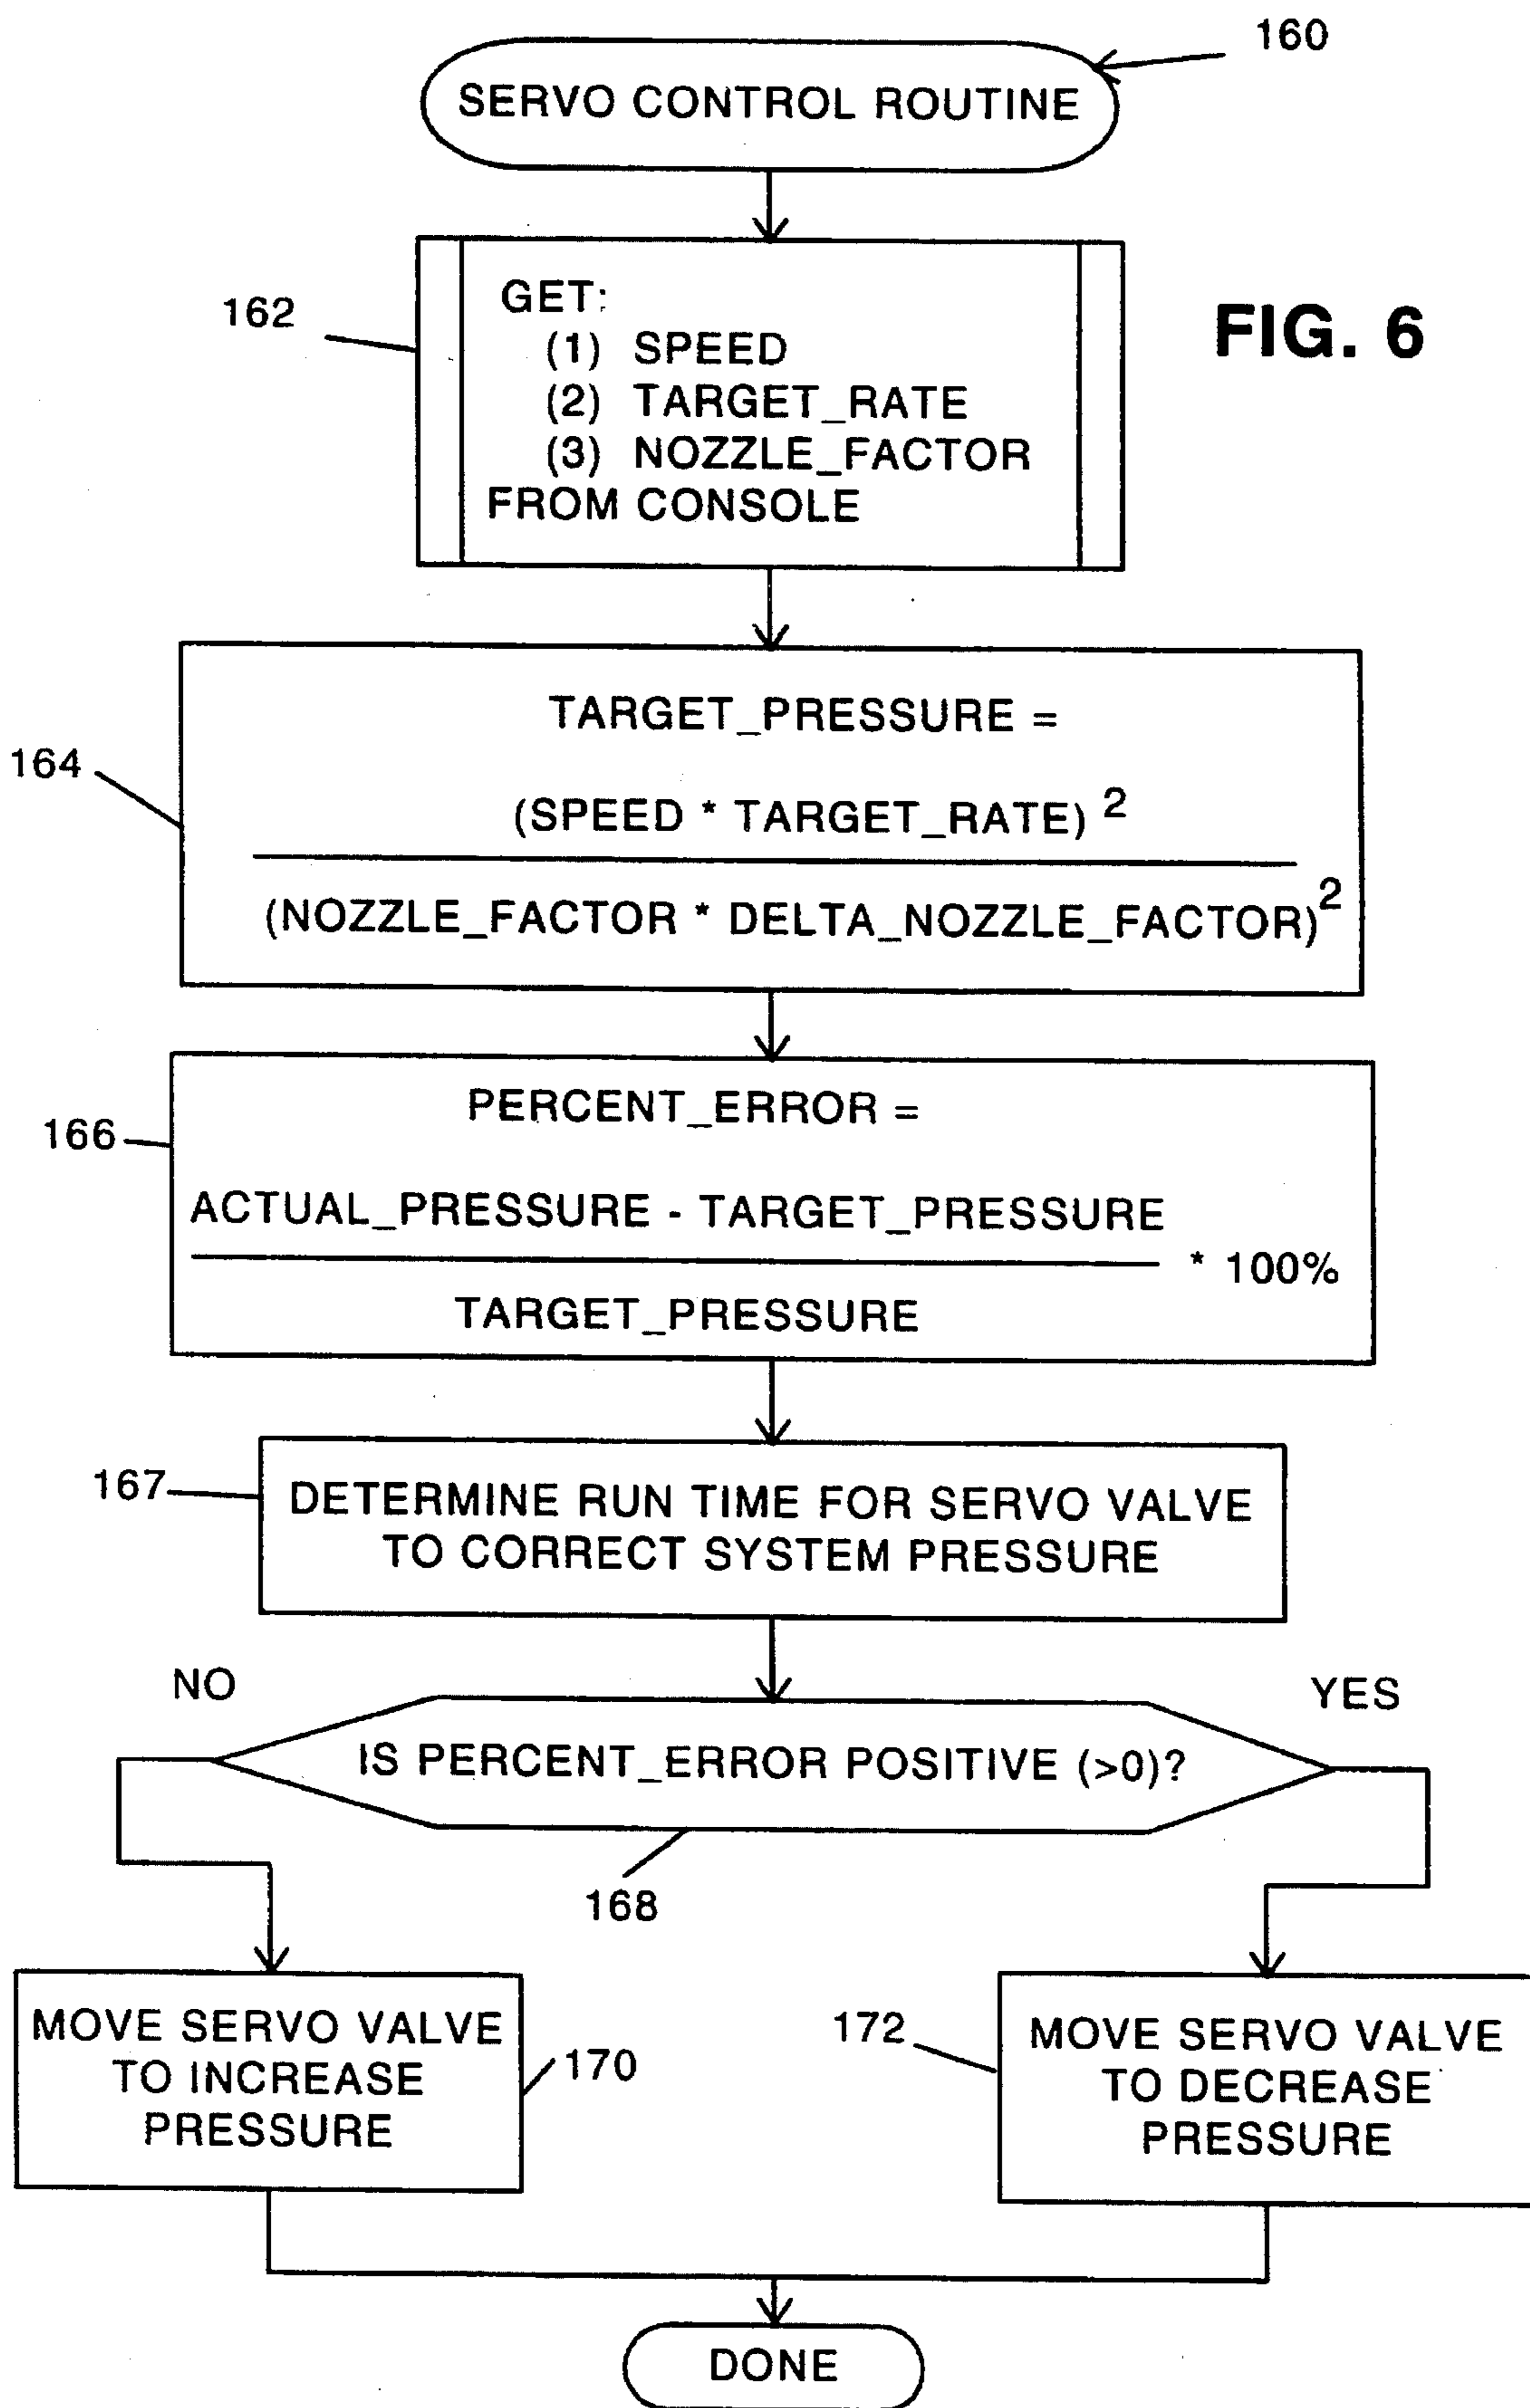 160
SERVO CONTROL ROUTINE
FIG. 6
162
GET:
(1) SPEED
(2) TARGET_RATE
(3) NOZZLE_FACTOR
FROM CONSOLE
164
TARGET_PRESSURE =
(SPEED * TARGET_RATE) 2
(NOZZLE_FACTOR * DELTA_NOZZLE_FACTOR)2
166
PERCENT_ERROR =
ACTUAL_PRESSURE - TARGET_PRESSURE
* 100%
TARGET_PRESSURE
167
DETERMINE RUN TIME FOR SERVO VALVE
TO CORRECT SYSTEM PRESSURE
NO
YES
IS PERCENT_ERROR POSITIVE (>0)?
168
MOVE SERVO VALVE
TO INCREASE
PRESSURE
170
172
MOVE SERVO VALVE
TO DECREASE
PRESSURE
DONE